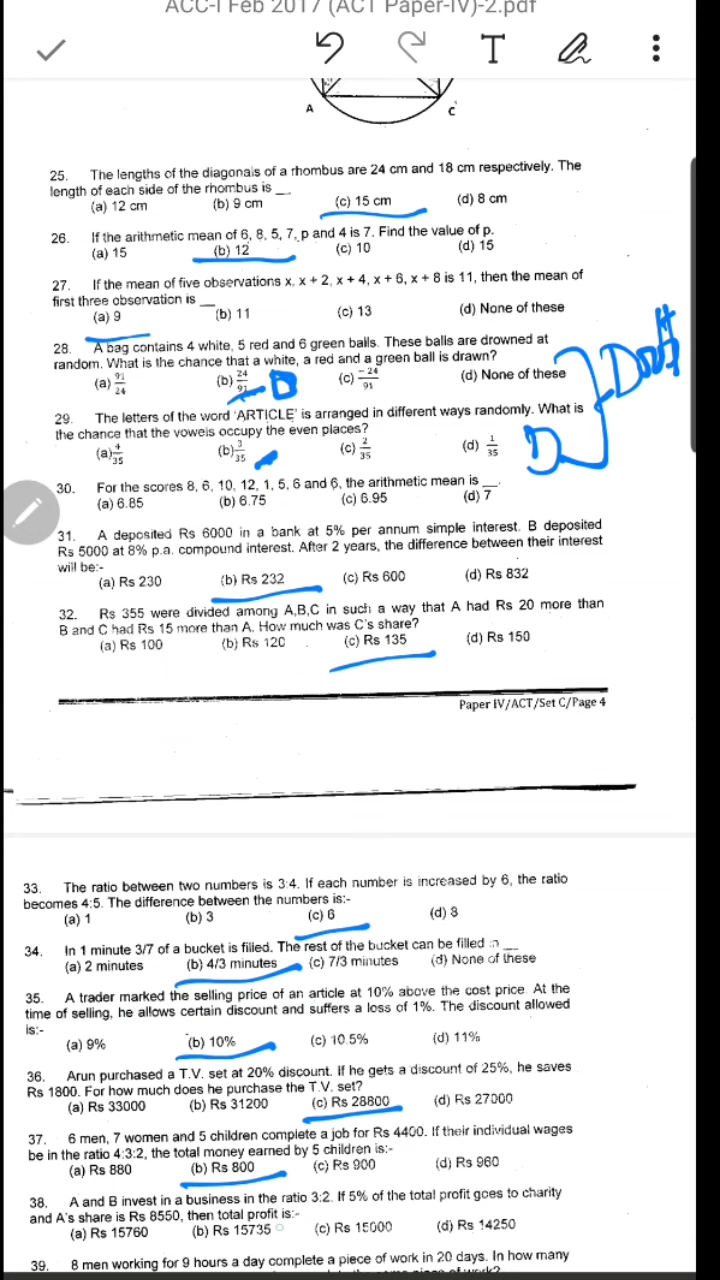 ACC-I Feb 2017 (ACT Paper-IV)-2.pdf
T
A
C
25. The lengths of the diagonals of a rhombus are 24 cm and 18 cm respectively. The
length of each side of the rhombus is __.
(a) 12 cm (b) 9 cm (c) 15 cm (d) 8 cm
26. If the arithmetic mean of 6, 8, 5, 7, p and 4 is 7. Find the value of p.
(a) 15 (b) 12 (c) 10 (d) 15
27. If the mean of five observations x, x + 2, x + 4, x + 6, x + 8 is 11, then the mean of
first three observation is __
(a) 9 (b) 11 (c) 13 (d) None of these
28. A bag contains 4 white, 5 red and 6 green balls. These balls are drowned at
random. What is the chance that a white, a red and a green ball is drawn?
(a) 91/24 (b) 24/91 (c) -24/91 (d) None of these
29. The letters of the word 'ARTICLE' is arranged in different ways randomly. What is
the chance that the vowels occupy the even places?
(a) 4/35 (b) 3/35 (c) 2/35 (d) 1/35
D
30. For the scores 8, 6, 10, 12, 1, 5, 6 and 6, the arithmetic mean is __.
(a) 6.85 (b) 6.75 (c) 6.95 (d) 7
31. A deposited Rs 6000 in a bank at 5% per annum simple interest. B deposited
Rs 5000 at 8% p.a. compound interest. After 2 years, the difference between their interest
will be:-
(a) Rs 230 (b) Rs 232 (c) Rs 600 (d) Rs 832
32. Rs 355 were divided among A,B,C in such a way that A had Rs 20 more than
B and C had Rs 15 more than A. How much was C's share?
(a) Rs 100 (b) Rs 120 (c) Rs 135 (d) Rs 150
Paper IV/ACT/Set C/Page 4
33. The ratio between two numbers is 3:4. If each number is increased by 6, the ratio
becomes 4:5. The difference between the numbers is:-
(a) 1 (b) 3 (c) 6 (d) 8
34. In 1 minute 3/7 of a bucket is filled. The rest of the bucket can be filled in __
(a) 2 minutes (b) 4/3 minutes (c) 7/3 minutes (d) None of these
35. A trader marked the selling price of an article at 10% above the cost price. At the
time of selling, he allows certain discount and suffers a loss of 1%. The discount allowed
is:-
(a) 9% (b) 10% (c) 10.5% (d) 11%
36. Arun purchased a T.V. set at 20% discount. If he gets a discount of 25%, he saves
Rs 1800. For how much does he purchase the T.V. set?
(a) Rs 33000 (b) Rs 31200 (c) Rs 28800 (d) Rs 27000
37. 6 men, 7 women and 5 children complete a job for Rs 4400. If their individual wages
be in the ratio 4:3:2, the total money earned by 5 children is:-
(a) Rs 880 (b) Rs 800 (c) Rs 900 (d) Rs 960
38. A and B invest in a business in the ratio 3:2. If 5% of the total profit goes to charity
and A's share is Rs 8550, then total profit is:-
(a) Rs 15760 (b) Rs 15735 (c) Rs 15000 (d) Rs 14250
39. 8 men working for 9 hours a day complete a piece of work in 20 days. In how many